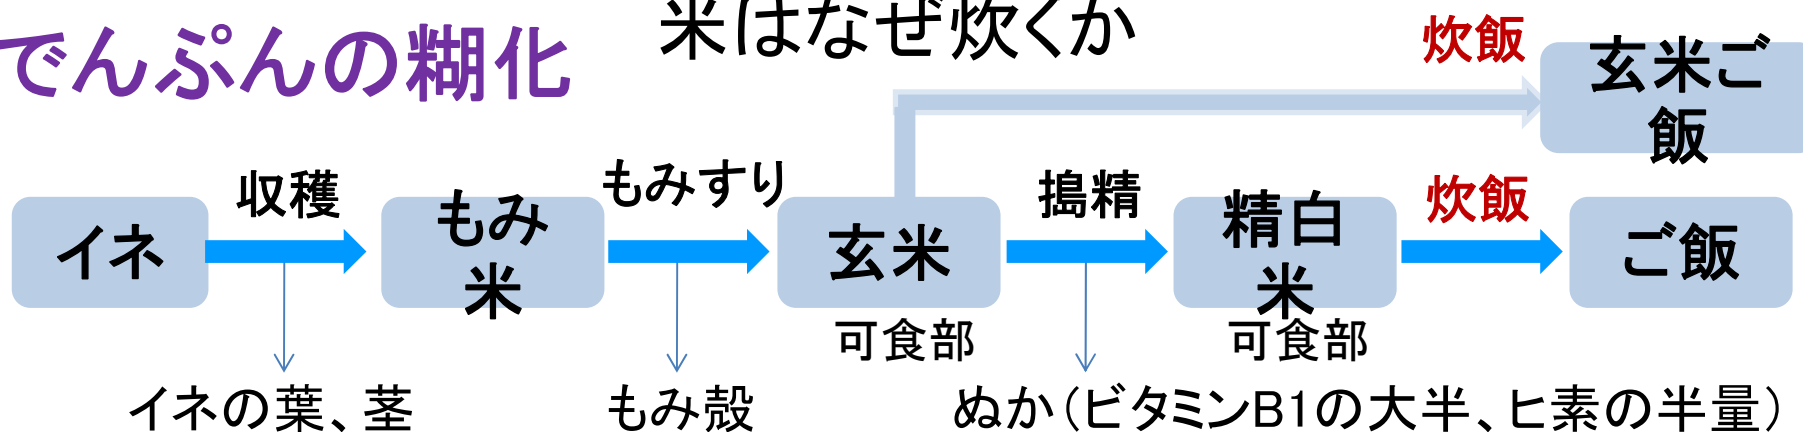 米はなぜ炊くか
でんぷんの糊化
炊飯
玄米ご
飯
収穫
もみすり
搗精
炊飯
イネ
もみ
米
玄米
精白
米
ご飯
可食部
可食部
イネの葉、茎
もみ殻
ぬか（ビタミンB1の大半、ヒ素の半量）